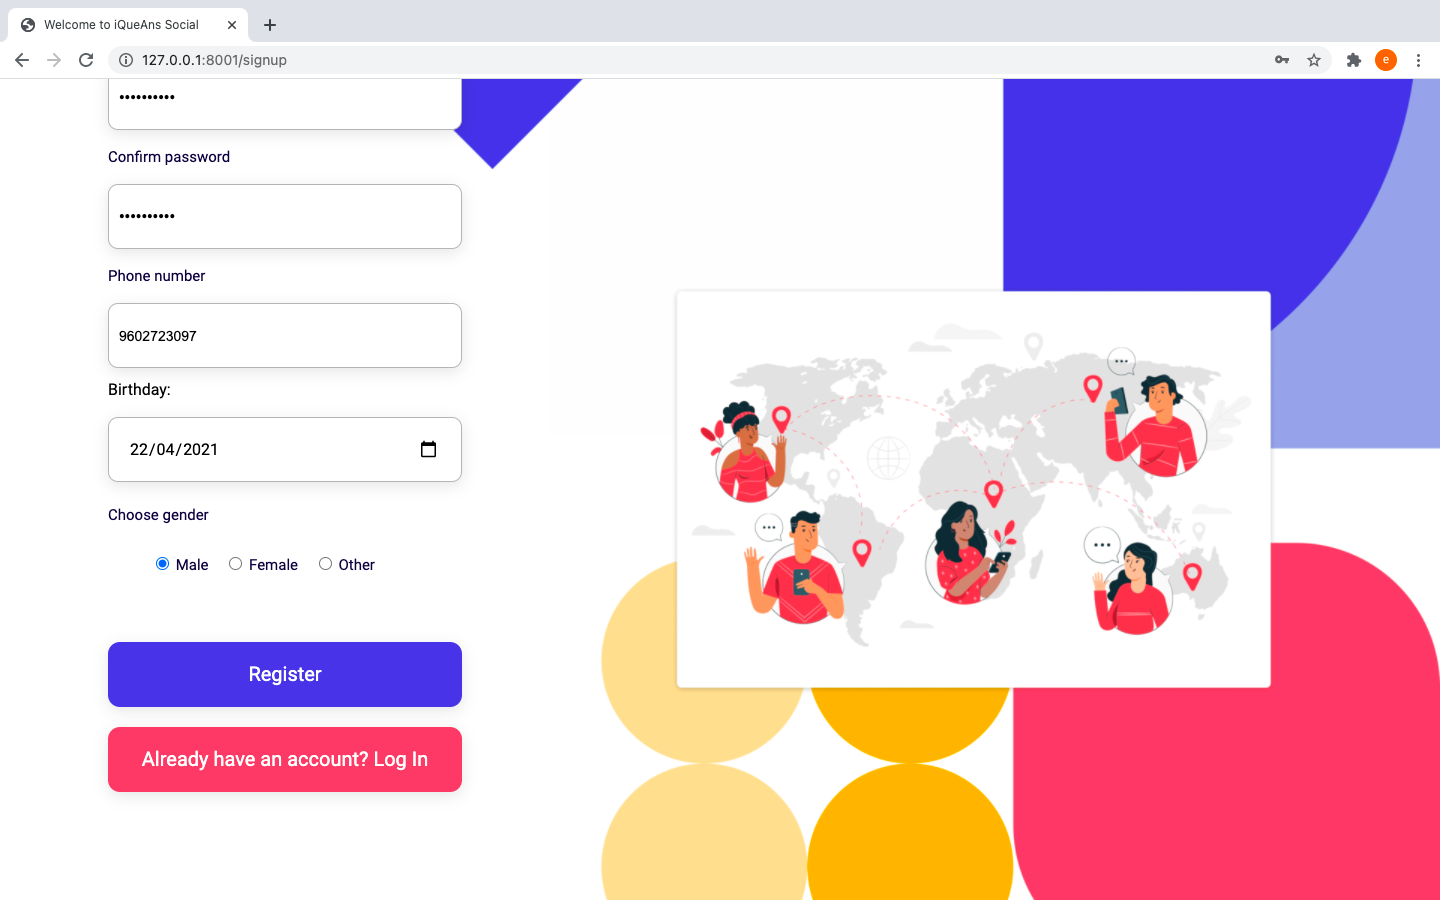 Welcome to iQueAns Social
127.0.0.1:8001/signup
e
••••••••••
Confirm password
••••••••••
Phone number
9602723097
Birthday:
22/04/2021
Choose gender
Male Female Other
Register
Already have an account? Log In